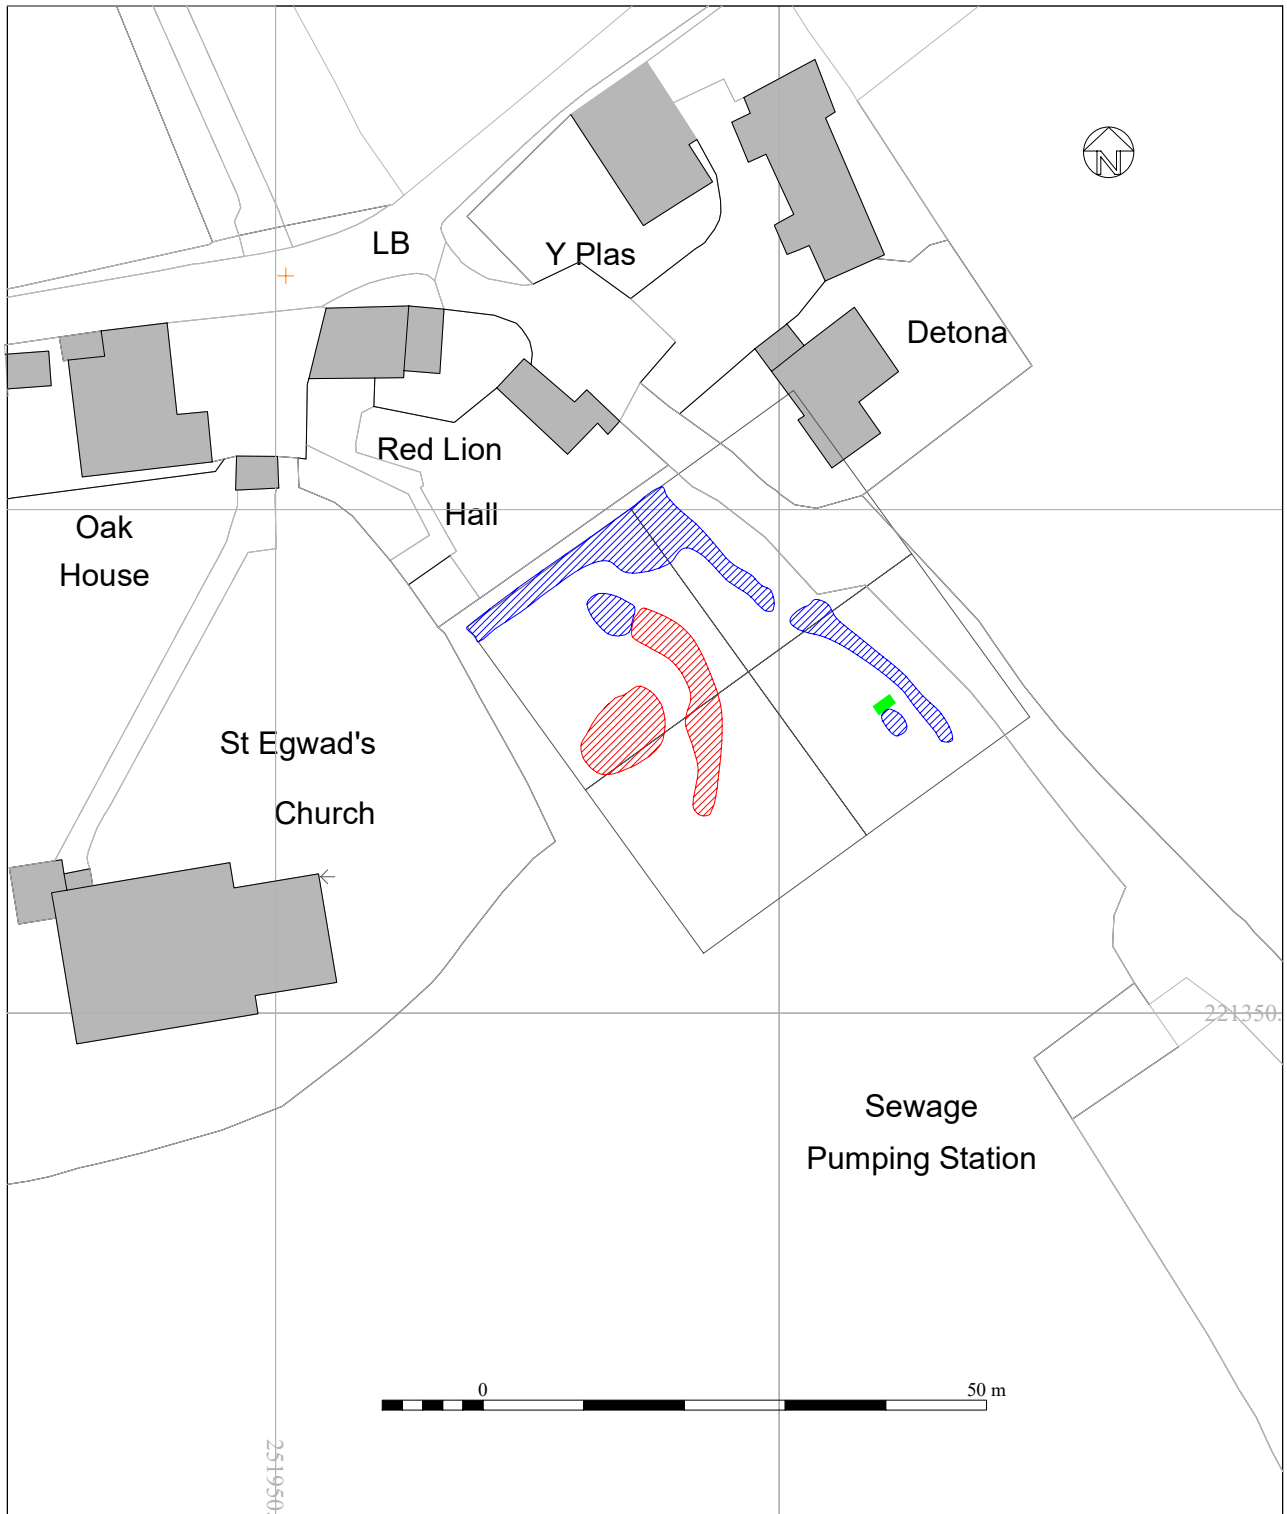 N
LB
Y Plas
Detona
Red Lion
Hall
Oak
House
St Egwad's
Church
221350.
Sewage
Pumping Station
0 50 m
251950.